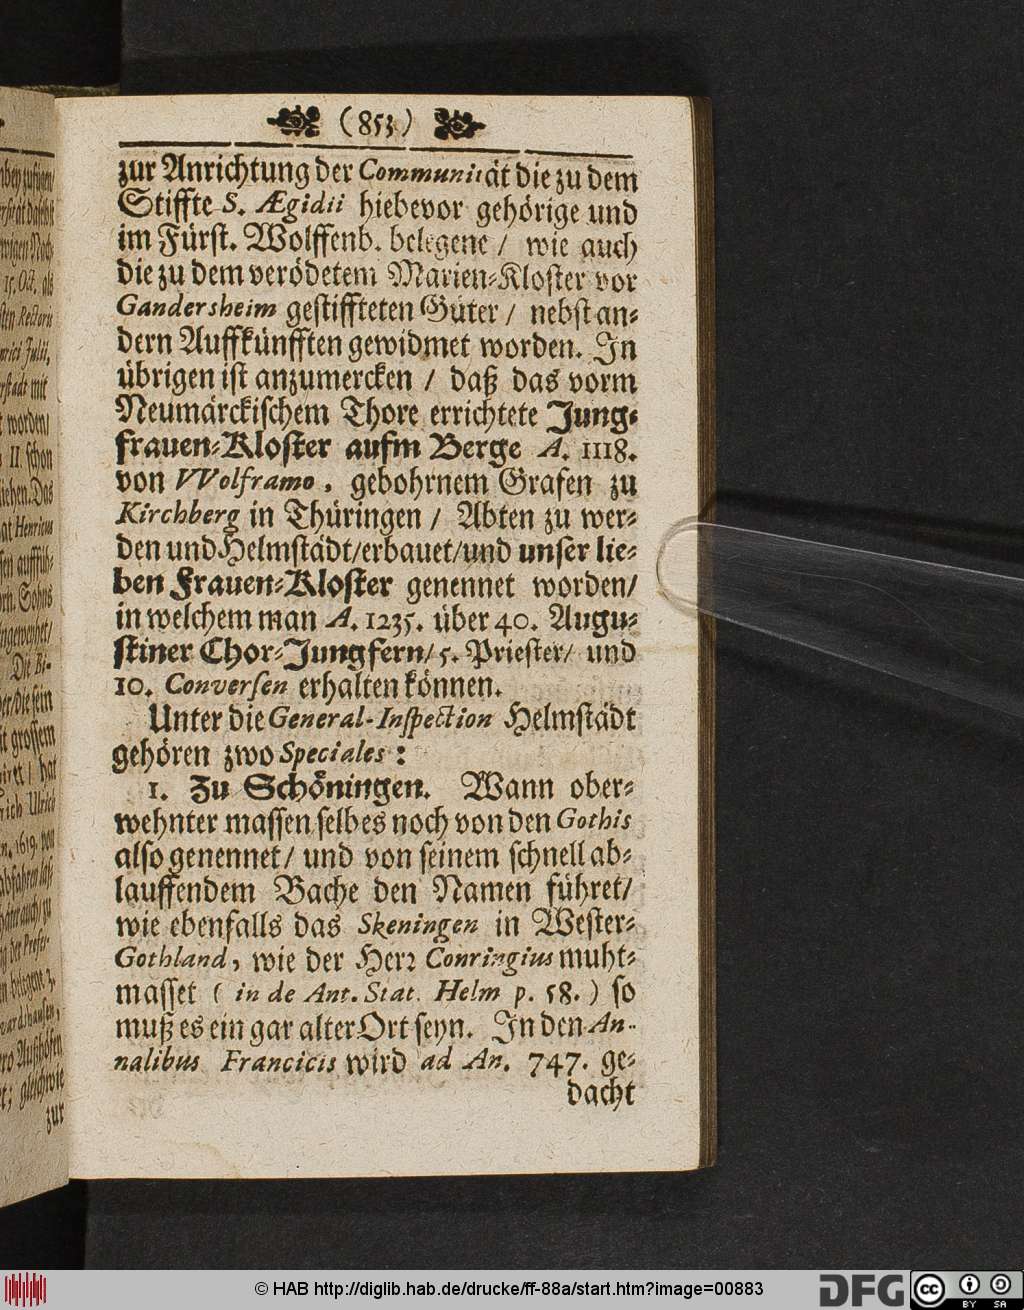 (853)
zur Anrichtung der Communität die zu dem
Stiffte S. Ægidii hiebevor gehörige und
im Fürst. Wolffenb. belegene / wie auch
die zu dem verödetem Marien-Kloster vor
Gandersheim gestiffteten Güter / nebst an-
dern Auffkünfften gewidmet worden. In
übrigen ist anzumercken / daß das vorm
Neumärckischem Thore errichtete Jung-
frauen-Kloster aufm Berge A. 1118.
von VVolframo, gebohrnem Grafen zu
Kirchberg in Thüringen / Abten zu wer-
den und Helmstädt/erbauet/und unser lie-
ben Frauen-Kloster genennet worden/
in welchem man A. 1235. über 40. Augu-
stiner Chor-Jungfern/ 5. Priester/ und
10. Conversen erhalten können.
Unter die General-Inspection Helmstädt
gehören zwo Speciales:
1. Zu Schöningen. Wann ober-
wehnter massen selbes noch von den Gothis
also genennet/ und von seinem schnell ab-
lauffendem Bache den Namen führet/
wie ebenfalls das Skeningen in Wester-
Gothland, wie der Herr Conringius muht-
masset ( in de Ant. Stat. Helm p. 58. ) so
muß es ein gar alter Ort seyn. In den An-
nalibus Francicis wird ad An. 747. ge-
dacht
© HAB http://diglib.hab.de/drucke/ff-88a/start.htm?image=00883
DFG
cc
BY SA